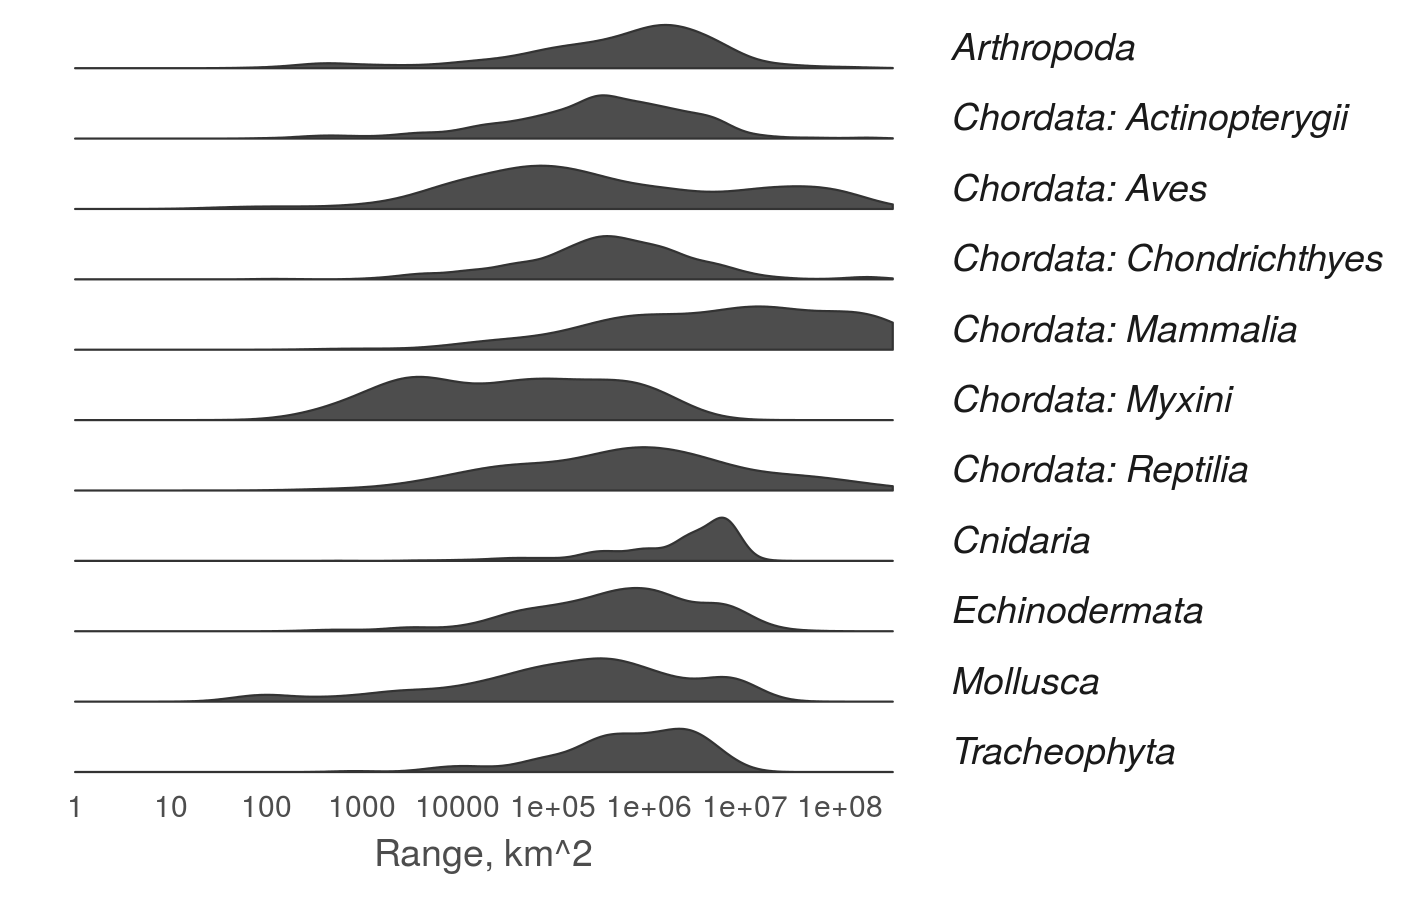 Arthropoda
Chordata: Actinopterygii
Chordata: Aves
Chordata: Chondrichthyes
Chordata: Mammalia
Chordata: Myxini
Chordata: Reptilia
Cnidaria
Echinodermata
Mollusca
Tracheophyta
1 10 100 1000 10000 1e+05 1e+06 1e+07 1e+08
Range, km^2